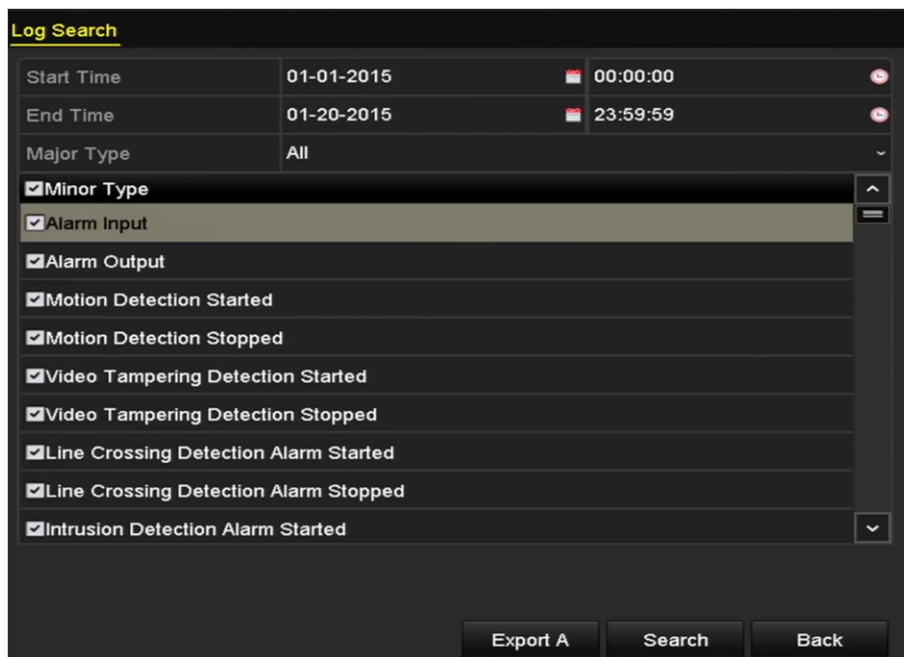 Log Search
Start Time 01-01-2015 00:00:00
End Time 01-20-2015 23:59:59
Major Type All
Minor Type
Alarm Input
Alarm Output
Motion Detection Started
Motion Detection Stopped
Video Tampering Detection Started
Video Tampering Detection Stopped
Line Crossing Detection Alarm Started
Line Crossing Detection Alarm Stopped
Intrusion Detection Alarm Started
Export A Search Back